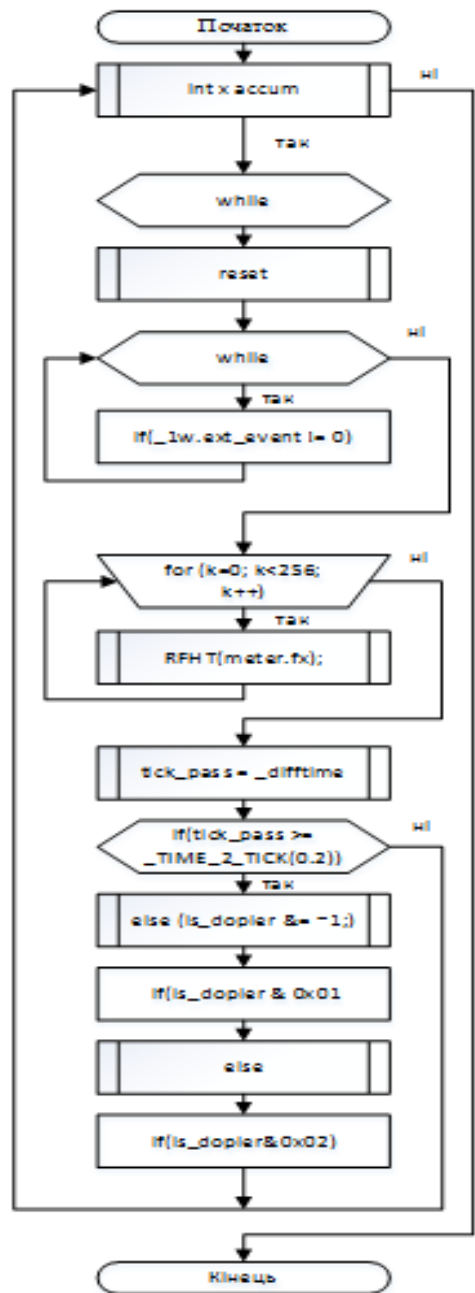 Початок
Int x accum
ні
так
while
reset
while
ні
так
If(_1w.ext_event != 0)
for (k=0; k<256;
k++)
ні
так
RFHT(meter.fx);
tick_pass = _difftime
If(tick_pass >=
_TIME_2_TICK(0.2))
ні
так
else (is_dopler &= ~1;)
If(is_dopler & 0x01
else
If(is_dopler&0x02)
Кінець